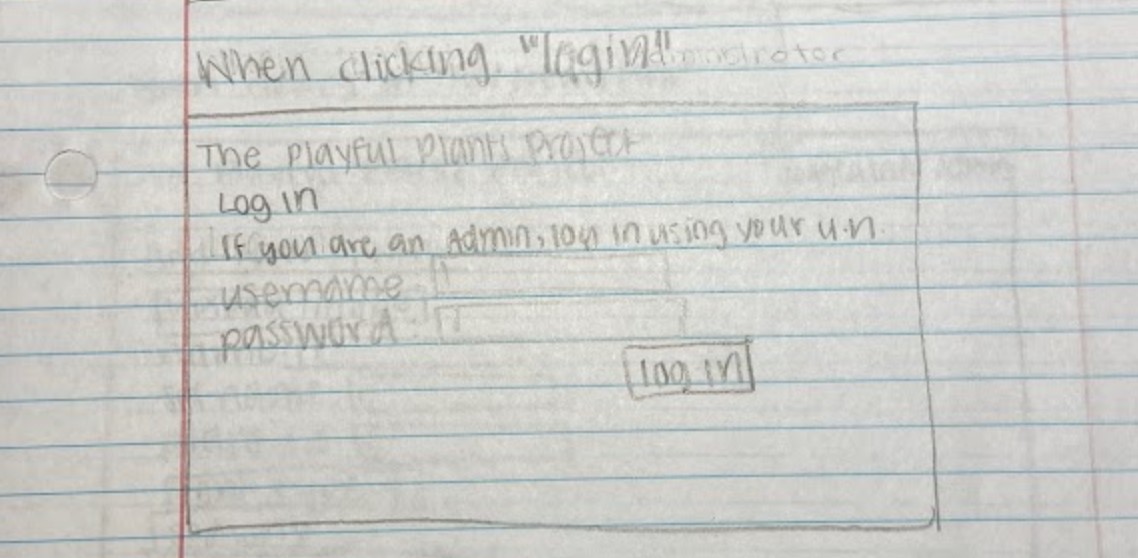 When clicking "login"
The Playful Plants Project
Log in
If you are an Admin, log in using your u.n.
username
password
log in